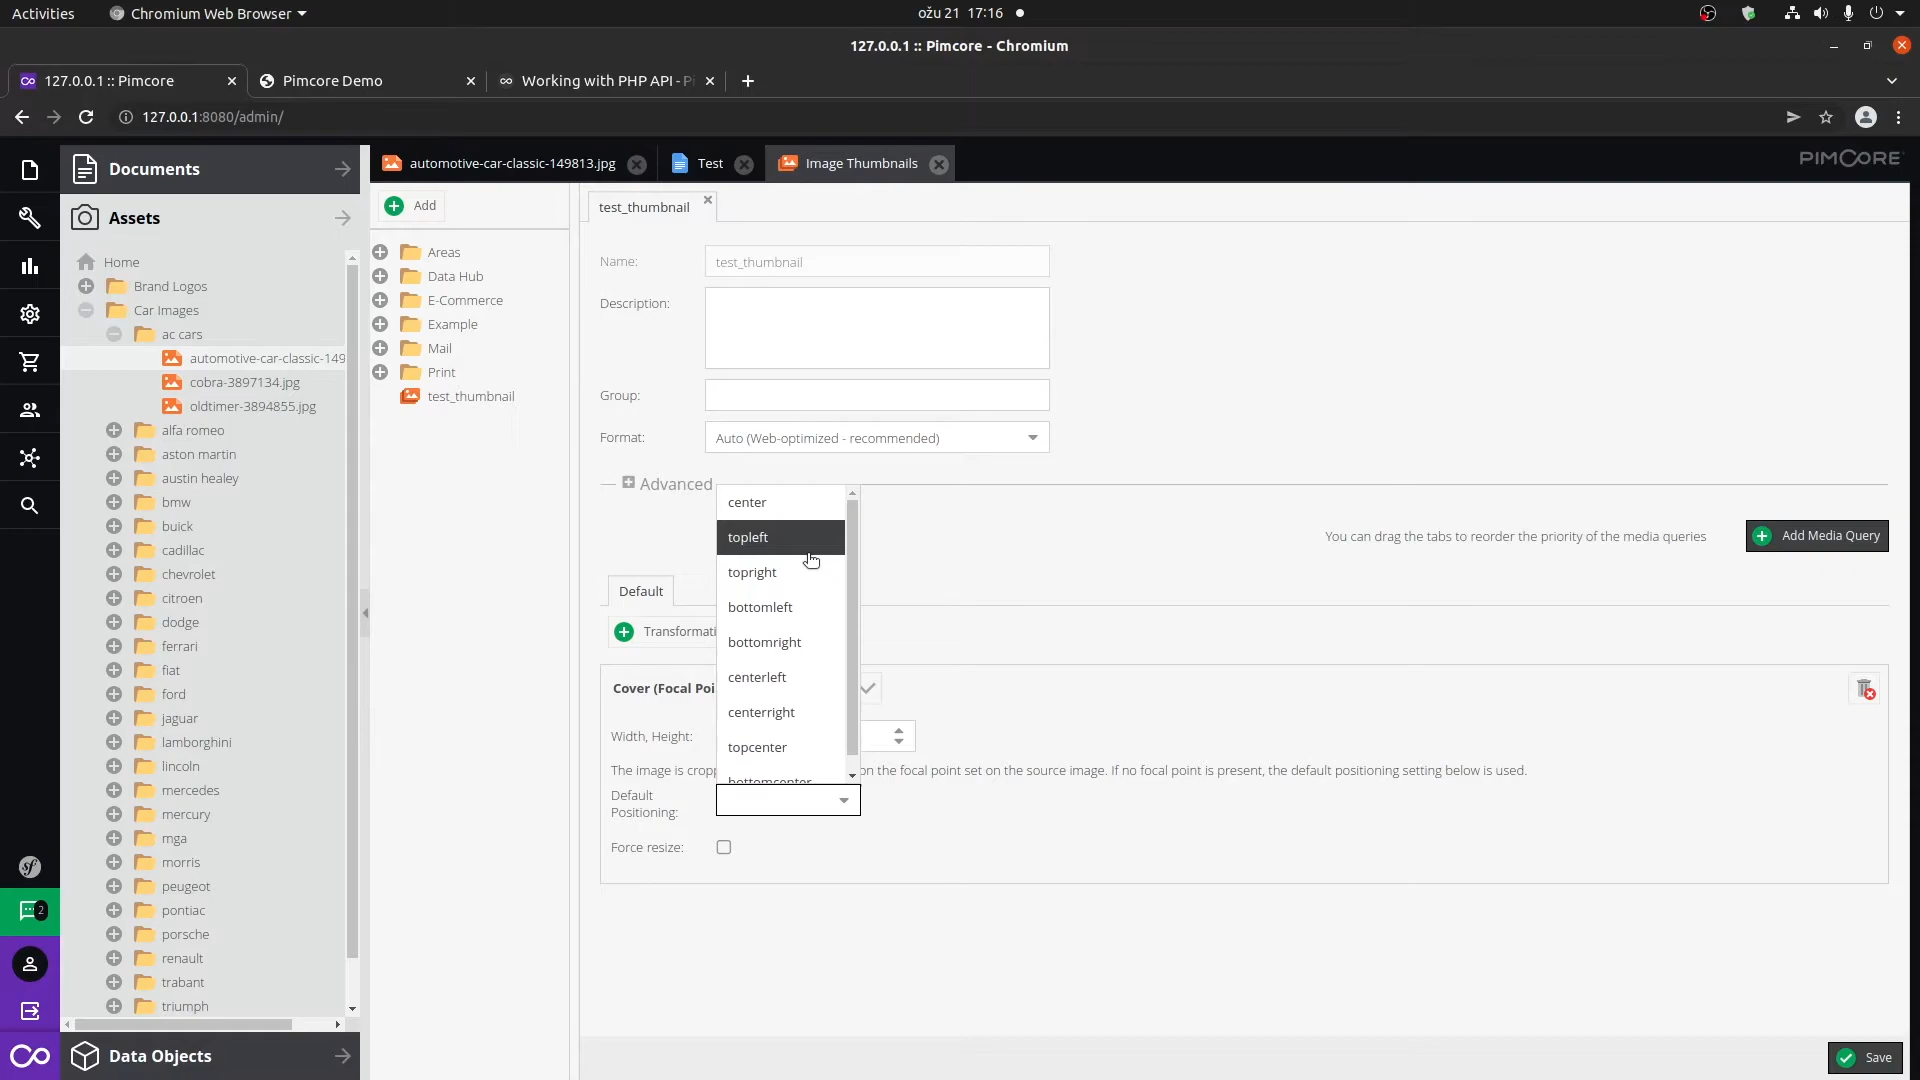 Activities
Chromium Web Browser
ožu 21 17:16
127.0.0.1 :: Pimcore - Chromium
127.0.0.1 :: Pimcore
Pimcore Demo
Working with PHP API - Pi
127.0.0.1:8080/admin/
Documents
automotive-car-classic-149813.jpg
Test
Image Thumbnails
PIMCORE
Assets
Home
Brand Logos
Car Images
ac cars
automotive-car-classic-149
cobra-3897134.jpg
oldtimer-3894855.jpg
alfa romeo
aston martin
austin healey
bmw
buick
cadillac
chevrolet
citroen
dodge
ferrari
fiat
ford
jaguar
lamborghini
lincoln
mercedes
mercury
mga
morris
peugeot
pontiac
porsche
renault
trabant
triumph
Data Objects
sf
2
Add
Areas
Data Hub
E-Commerce
Example
Mail
Print
test_thumbnail
test_thumbnail
Name:
test_thumbnail
Description:
Group:
Format:
Auto (Web-optimized - recommended)
Advanced
You can drag the tabs to reorder the priority of the media queries
Add Media Query
center
topleft
topright
bottomleft
bottomright
centerleft
centerright
topcenter
bottomcenter
Default
Transformati
Cover (Focal Poi
Width, Height:
The image is cropp
on the focal point set on the source image. If no focal point is present, the default positioning setting below is used.
Default
Positioning:
Force resize:
Save